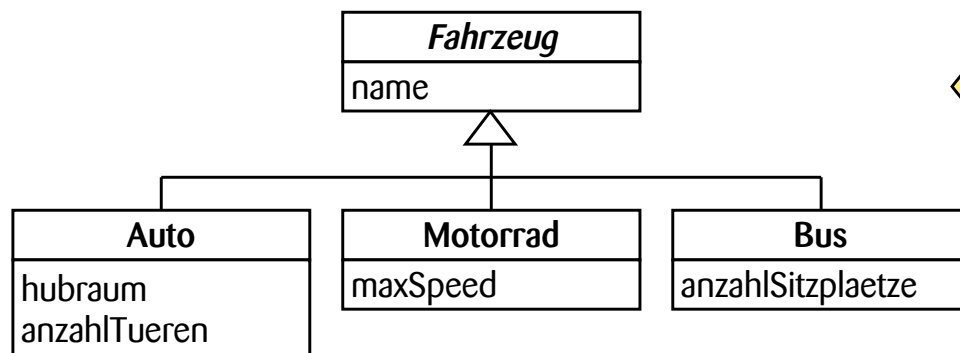 Fahrzeug
name
Auto
hubraum
anzahlTueren
Motorrad
maxSpeed
Bus
anzahlSitzplaetze